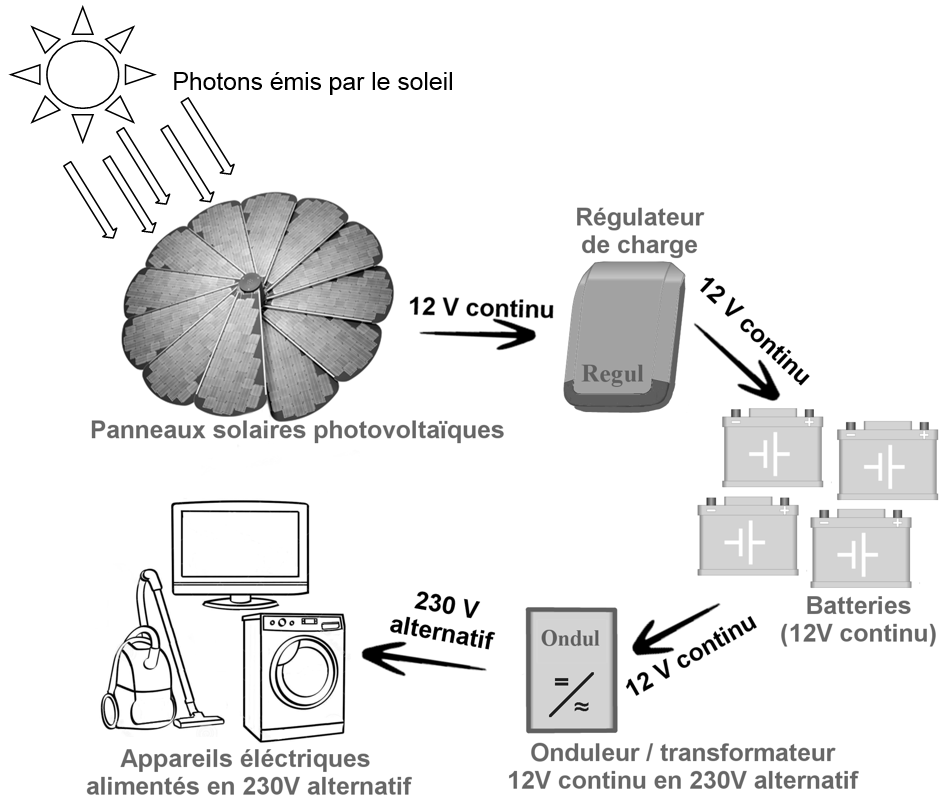 Photons émis par le soleil
Régulateur
de charge
12 V continu
12 V continu
Regul
Panneaux solaires photovoltaïques
- +
- +
- +
- +
Batteries
(12V continu)
12 V continu
Ondul
= / ≈
230 V
alternatif
Onduleur / transformateur
12V continu en 230V alternatif
Appareils éléctriques
alimentés en 230V alternatif